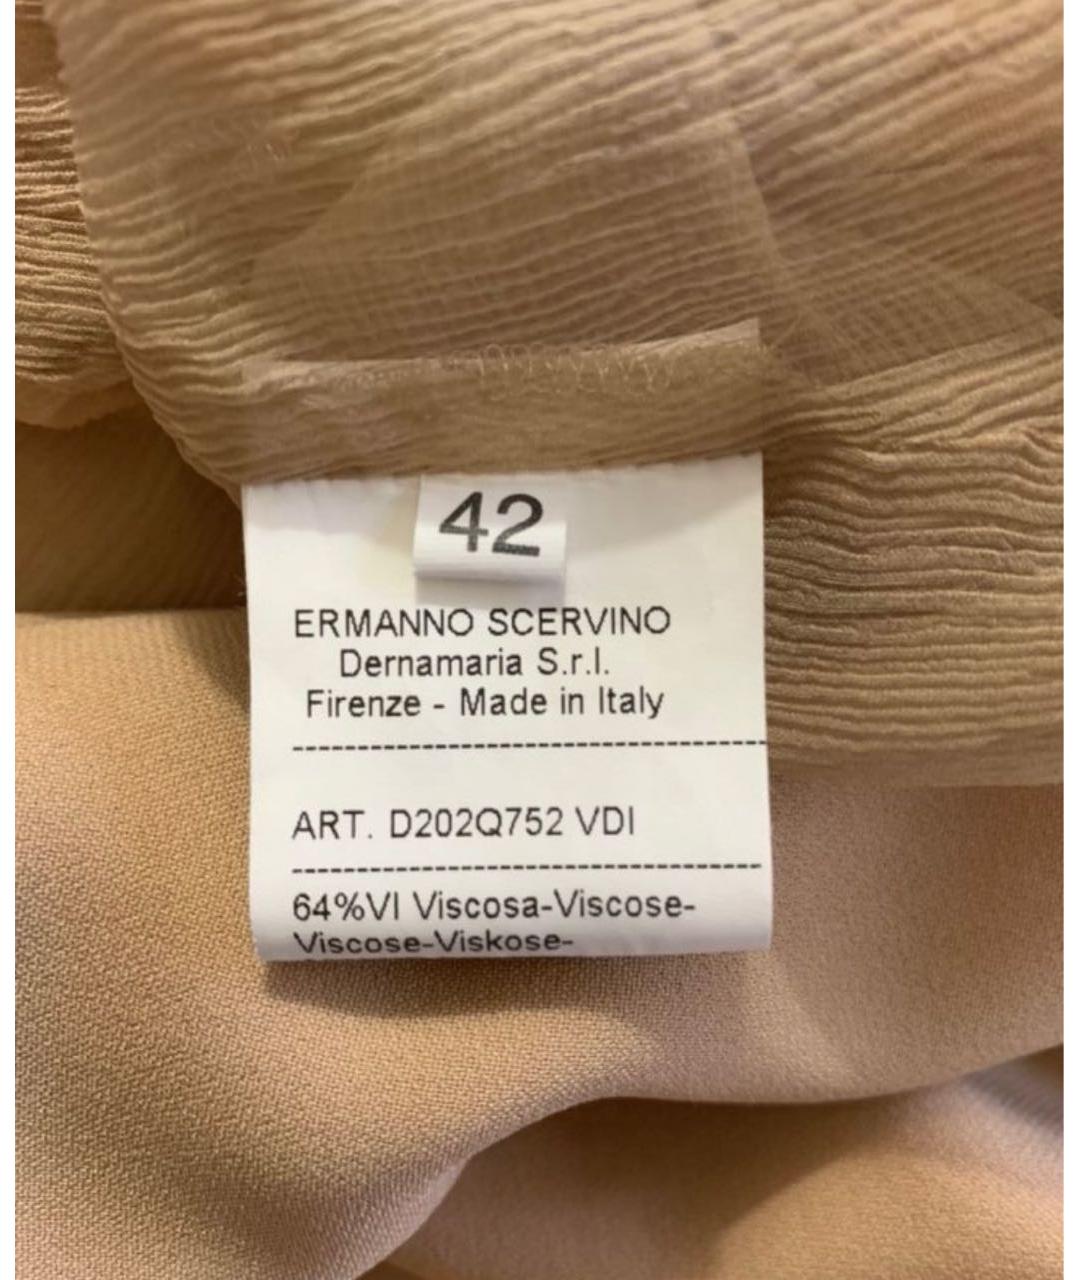 42
ERMANNO SCERVINO
Dernamaria S.r.l.
Firenze - Made in Italy
ART. D202Q752 VDI
64%VI Viscosa-Viscose-
Viscose-Viskose-